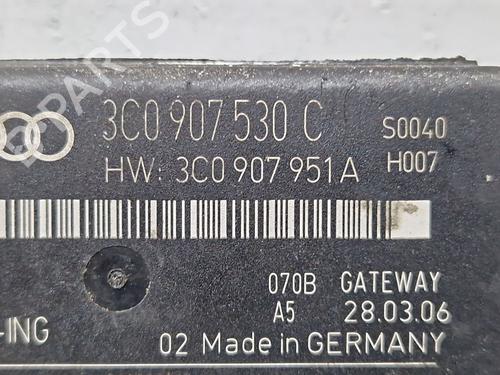 3C0 907 530 C S0040
HW: 3C0 907 951 A H007
070B GATEWAY
A5 28.03.06
-ING
02 Made in GERMANY